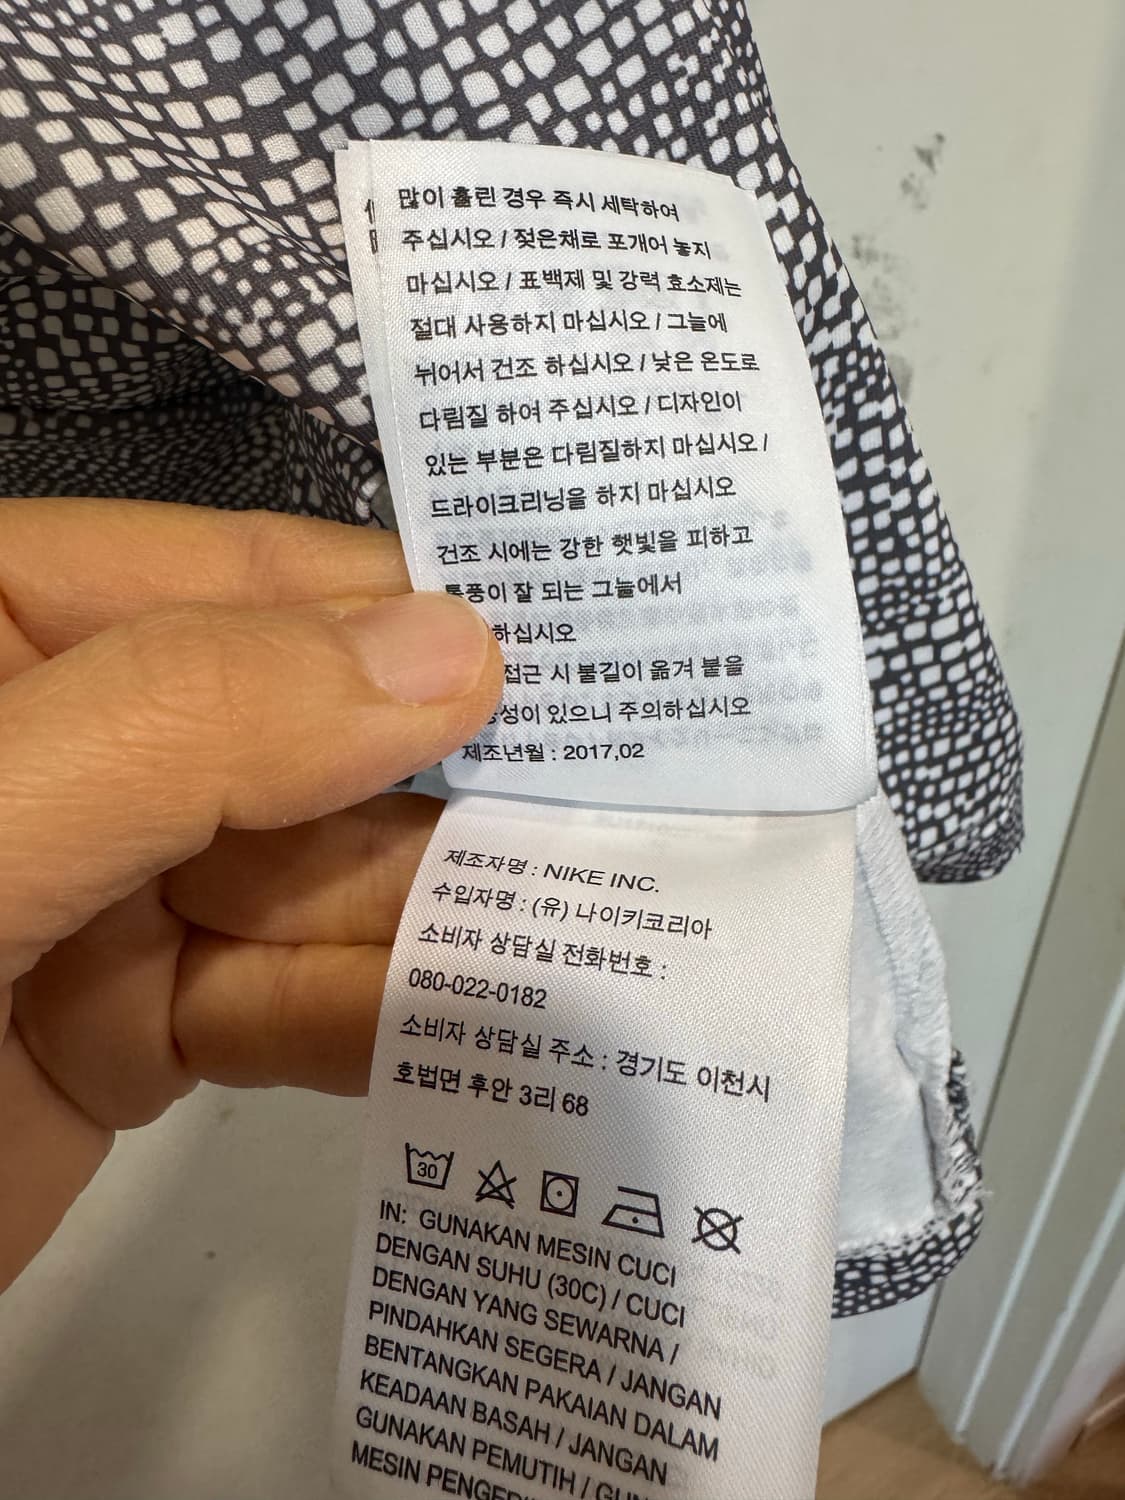 많이 흘린 경우 즉시 세탁하여
주십시오 / 젖은채로 포개어 놓지
마십시오 / 표백제 및 강력 효소제는
절대 사용하지 마십시오 / 그늘에
뉘어서 건조 하십시오 / 낮은 온도로
다림질 하여 주십시오 / 디자인이
있는 부분은 다림질하지 마십시오 /
드라이크리닝을 하지 마십시오
건조 시에는 강한 햇빛을 피하고
통풍이 잘 되는 그늘에서
하십시오
접근 시 불길이 옮겨 붙을
있으니 주의하십시오
제조년월 : 2017,02
제조자명 : NIKE INC.
수입자명 : (유) 나이키코리아
소비자 상담실 전화번호 :
080-022-0182
소비자 상담실 주소 : 경기도 이천시
호법면 후안 3리 68
30
IN: GUNAKAN MESIN CUCI
DENGAN SUHU (30C) / CUCI
DENGAN YANG SEWARNA /
PINDAHKAN SEGERA / JANGAN
BENTANGKAN PAKAIAN DALAM
KEADAAN BASAH / JANGAN
GUNAKAN PEMUTIH /
MESIN